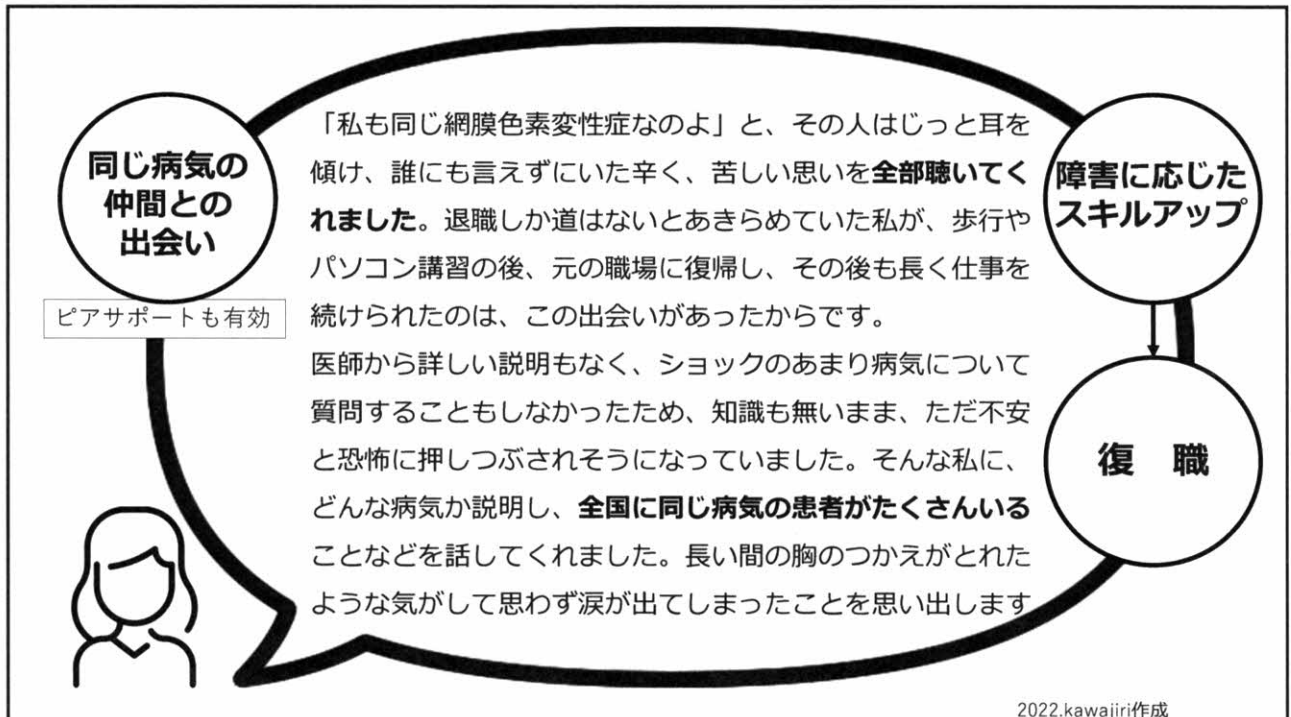 同じ病気の
仲間との
出会い
ピアサポートも有効
「私も同じ網膜色素変性症なのよ」と、その人はじっと耳を
傾け、誰にも言えずにいた辛く、苦しい思いを全部聴いてく
れました。退職しか道はないとあきらめていた私が、歩行や
パソコン講習の後、元の職場に復帰し、その後も長く仕事を
続けられたのは、この出会いがあったからです。
医師から詳しい説明もなく、ショックのあまり病気について
質問することもしなかったため、知識も無いまま、ただ不安
と恐怖に押しつぶされそうになっていました。そんな私に、
どんな病気か説明し、全国に同じ病気の患者がたくさんいる
ことなどを話してくれました。長い間の胸のつかえがとれた
ような気がして思わず涙が出てしまったことを思い出します
障害に応じた
スキルアップ
復 職
2022.kawajiri作成